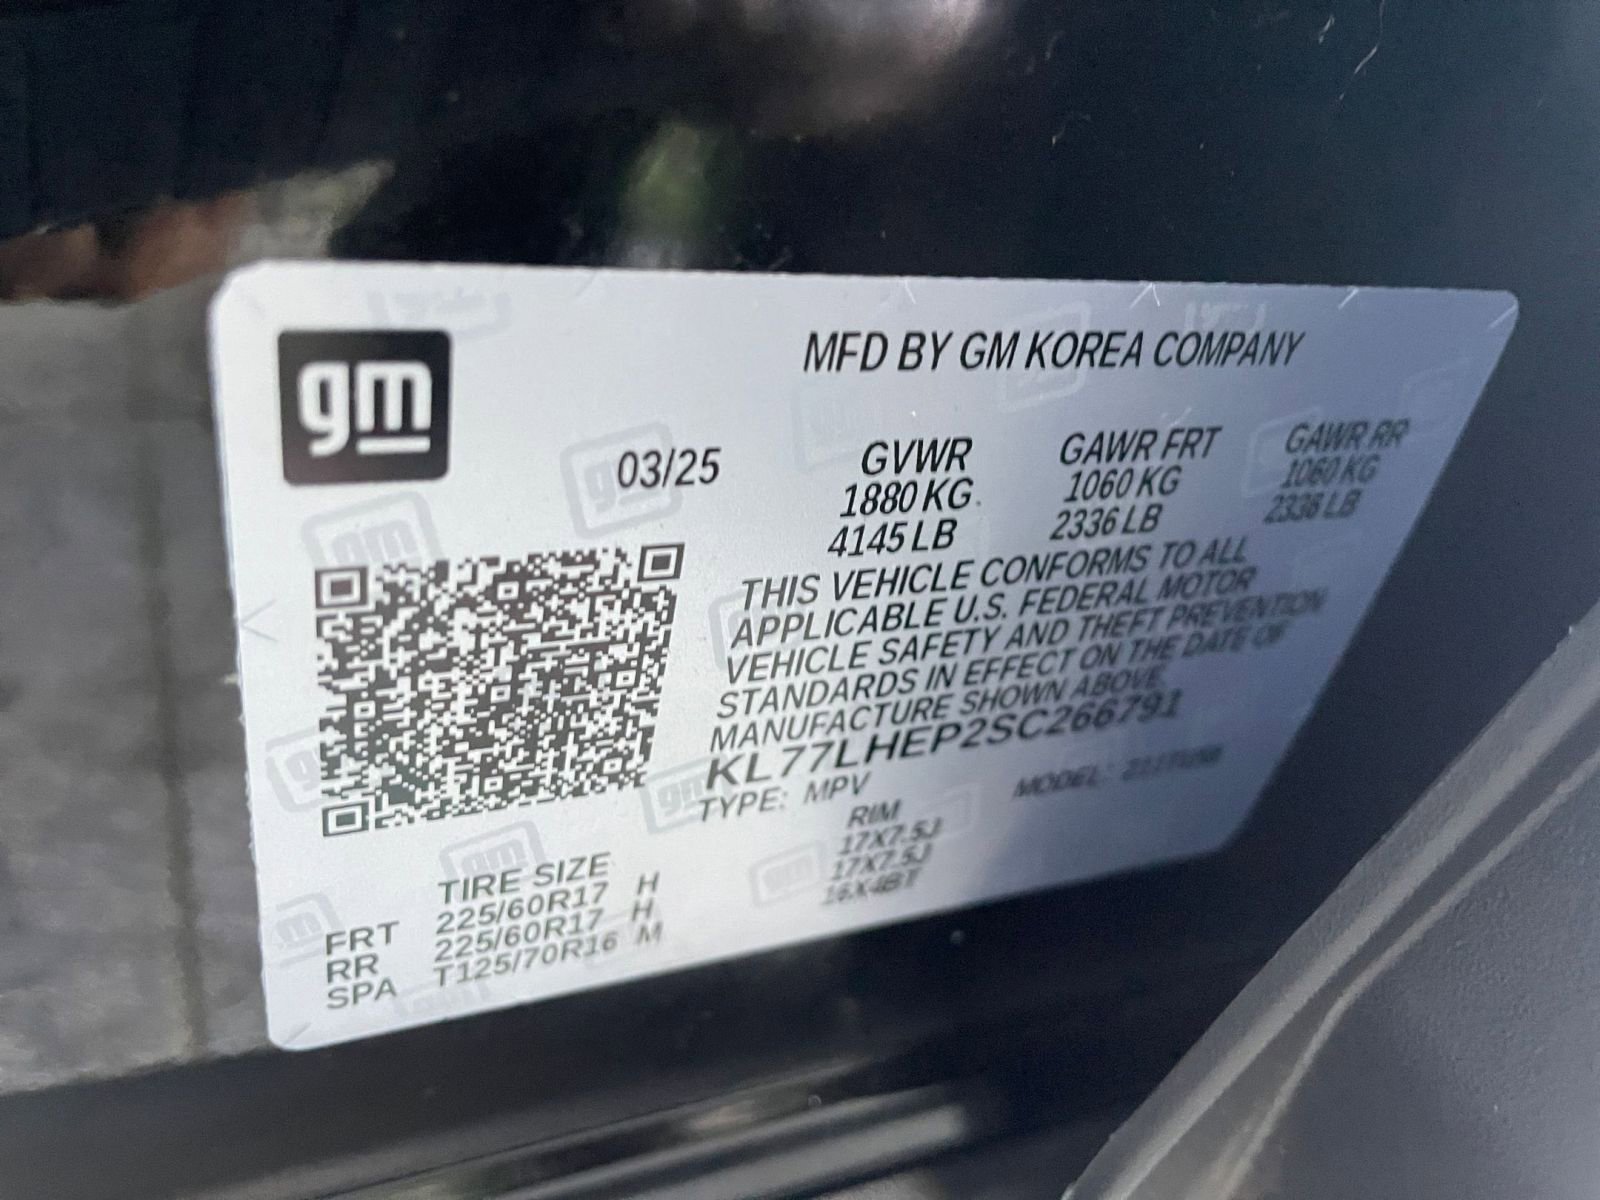 gm
MFD BY GM KOREA COMPANY
03/25
GVWR GAWR FRT GAWR RR
1880 KG 1060 KG 1060 KG
4145 LB 2336 LB 2336 LB
THIS VEHICLE CONFORMS TO ALL
APPLICABLE U.S. FEDERAL MOTOR
VEHICLE SAFETY AND THEFT PREVENTION
STANDARDS IN EFFECT ON THE DATE OF
MANUFACTURE SHOWN ABOVE.
KL77LHEP2SC266791
TYPE: MPV MODEL:
TIRE SIZE RIM
FRT 225/60R17 H 17X7.5J
RR 225/60R17 H 17X7.5J
SPA T125/70R16 M 16X4BT